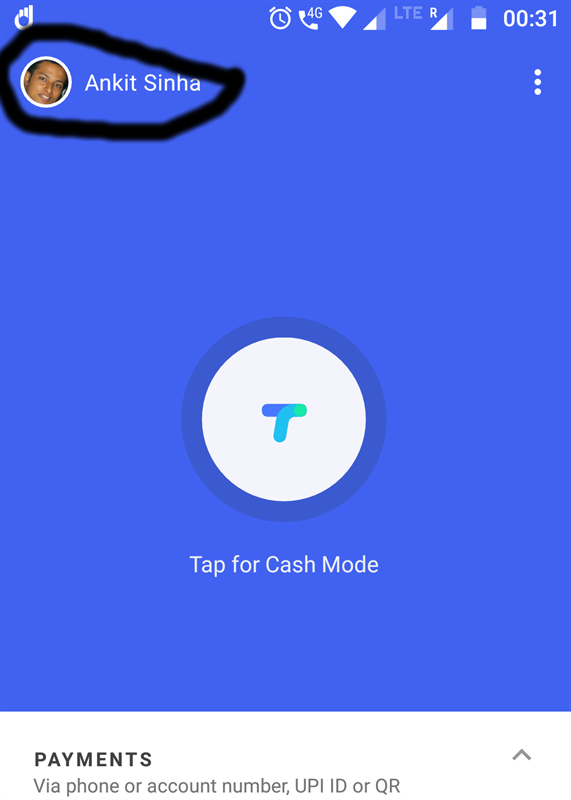 4G LTE R 00:31
Ankit Sinha
Tap for Cash Mode
PAYMENTS
Via phone or account number, UPI ID or QR